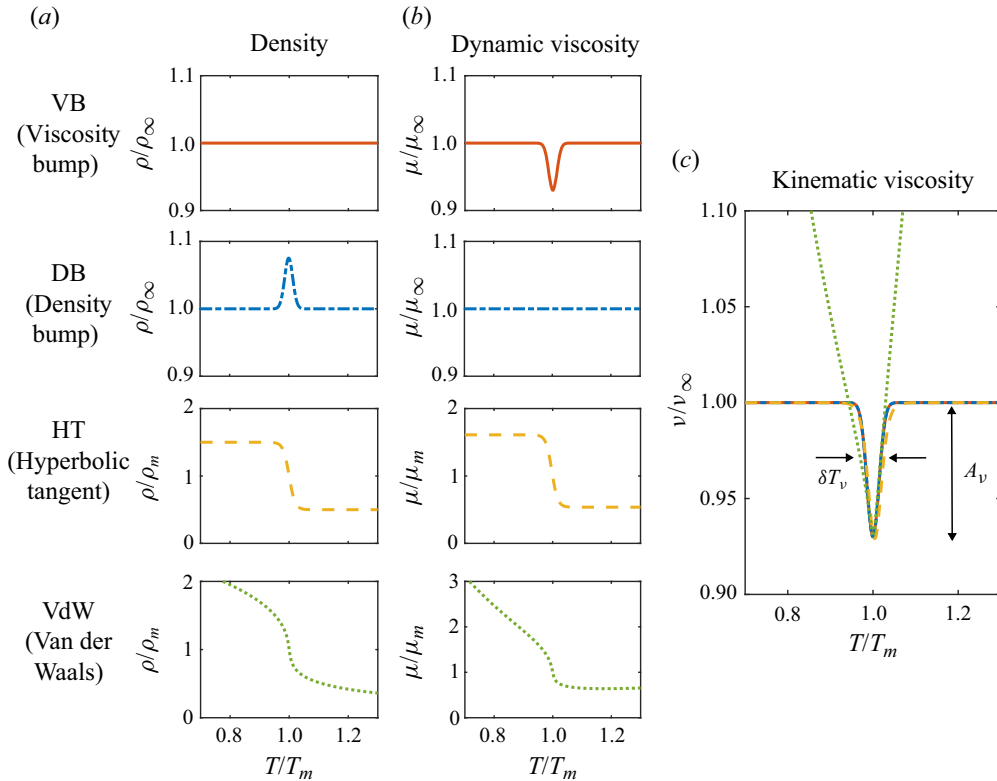 (a)
(b)
Density
Dynamic viscosity
VB
(Viscosity
bump)
ρ/ρ∞
1.1
1.0
0.9
μ/μ∞
1.1
1.0
0.9
DB
(Density
bump)
ρ/ρ∞
1.1
1.0
0.9
μ/μ∞
1.1
1.0
0.9
HT
(Hyperbolic
tangent)
ρ/ρm
2
1
0
μ/μm
2
1
0
VdW
(Van der
Waals)
ρ/ρm
2
1
0
0.8 1.0 1.2
T/Tm
μ/μm
3
2
1
0
0.8 1.0 1.2
T/Tm
(c)
Kinematic viscosity
ν/ν∞
1.10
1.05
1.00
0.95
0.90
δTν
Aν
0.8 1.0 1.2
T/Tm